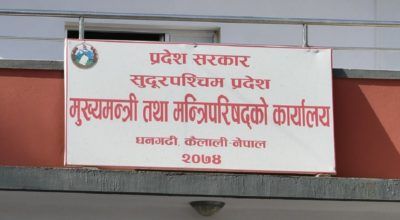 प्रदेश सरकार
सुदूरपश्चिम प्रदेश
मुख्यमन्त्री तथा मन्त्रिपरिषद्को कार्यालय
धनगढी, कैलाली-नेपाल
२०७४